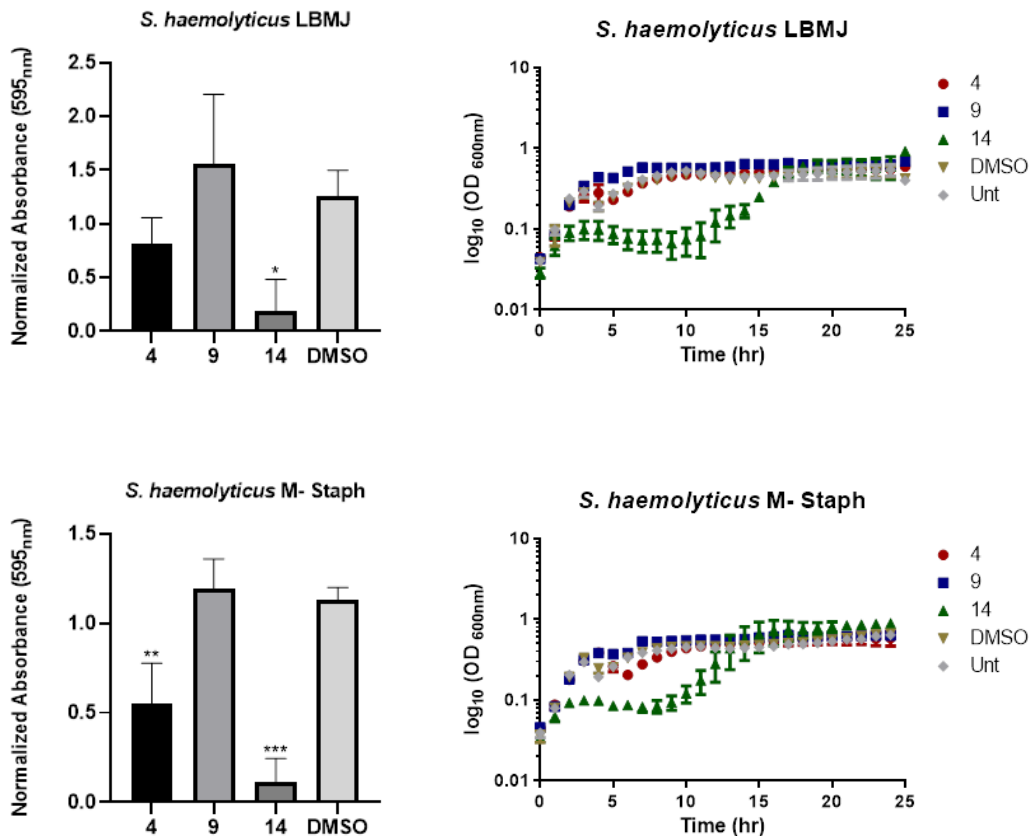 S. haemolyticus LBMJ
Normalized Absorbance (595nm)
2.5
2.0
1.5
1.0
0.5
0.0
*
4 9 14 DMSO
S. haemolyticus LBMJ
log10 (OD 600nm)
10
1
0.1
0.01
0 5 10 15 20 25
Time (hr)
4
9
14
DMSO
Unt
S. haemolyticus M- Staph
Normalized Absorbance (595nm)
1.5
1.0
0.5
0.0
**
***
4 9 14 DMSO
S. haemolyticus M- Staph
log10 (OD 600nm)
10
1
0.1
0.01
0 5 10 15 20 25
Time (hr)
4
9
14
DMSO
Unt